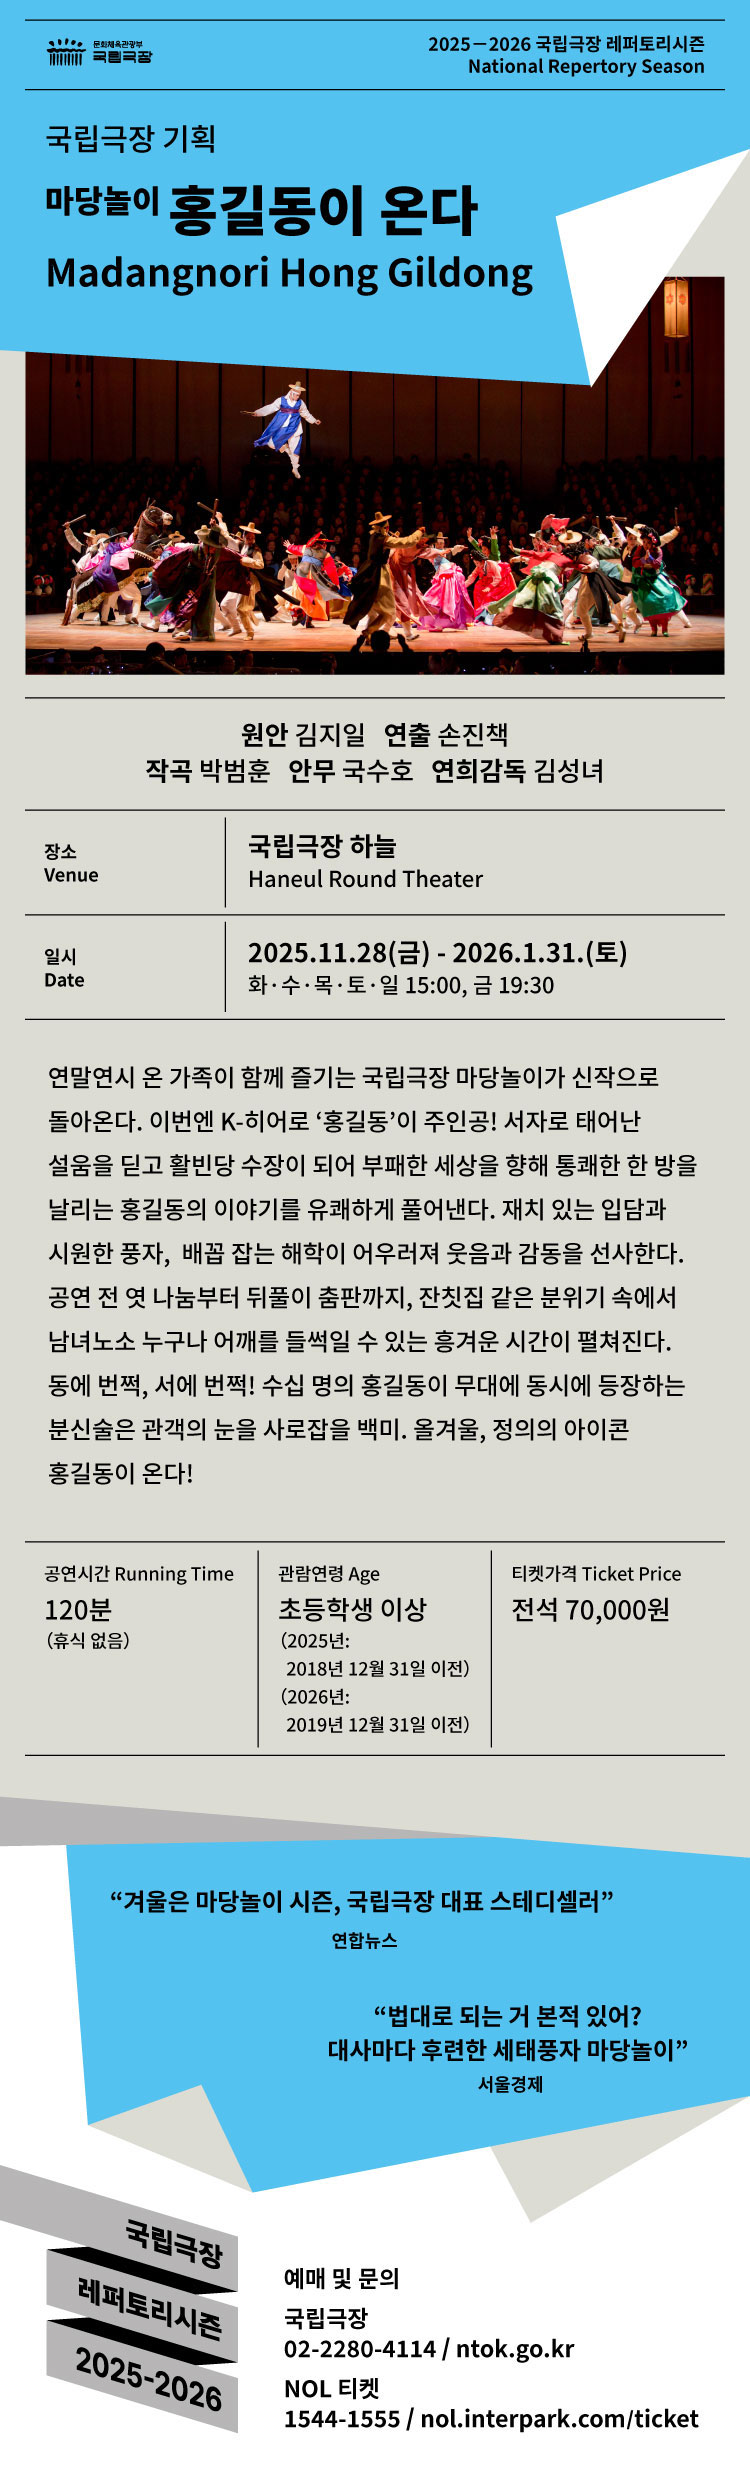 문화체육관광부
국립극장
2025－2026 국립극장 레퍼토리시즌
National Repertory Season
국립극장 기획
마당놀이 홍길동이 온다
Madangnori Hong Gildong
원안 김지일 연출 손진책
작곡 박범훈 안무 국수호 연희감독 김성녀
장소
Venue
국립극장 하늘
Haneul Round Theater
일시
Date
2025.11.28(금) - 2026.1.31.(토)
화·수·목·토·일 15:00, 금 19:30
연말연시 온 가족이 함께 즐기는 국립극장 마당놀이가 신작으로
돌아온다. 이번엔 K-히어로 ‘홍길동’이 주인공! 서자로 태어난
설움을 딛고 활빈당 수장이 되어 부패한 세상을 향해 통쾌한 한 방을
날리는 홍길동의 이야기를 유쾌하게 풀어낸다. 재치 있는 입담과
시원한 풍자, 배꼽 잡는 해학이 어우러져 웃음과 감동을 선사한다.
공연 전 엿 나눔부터 뒤풀이 춤판까지, 잔칫집 같은 분위기 속에서
남녀노소 누구나 어깨를 들썩일 수 있는 흥겨운 시간이 펼쳐진다.
동에 번쩍, 서에 번쩍! 수십 명의 홍길동이 무대에 동시에 등장하는
분신술은 관객의 눈을 사로잡을 백미. 올겨울, 정의의 아이콘
홍길동이 온다!
공연시간 Running Time
120분
(휴식 없음)
관람연령 Age
초등학생 이상
(2025년:
2018년 12월 31일 이전)
(2026년:
2019년 12월 31일 이전)
티켓가격 Ticket Price
전석 70,000원
“겨울은 마당놀이 시즌, 국립극장 대표 스테디셀러”
연합뉴스
“법대로 되는 거 본적 있어?
대사마다 후련한 세태풍자 마당놀이”
서울경제
국립극장
레퍼토리시즌
2025-2026
예매 및 문의
국립극장
02-2280-4114 / ntok.go.kr
NOL 티켓
1544-1555 / nol.interpark.com/ticket